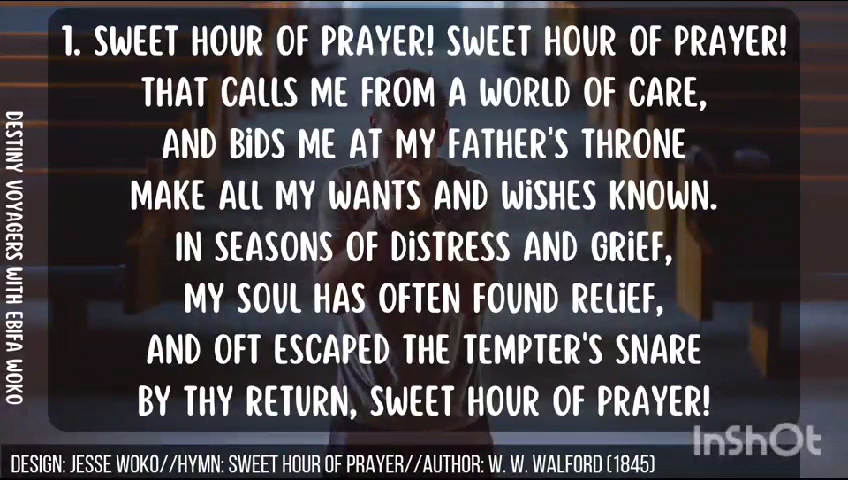 1. SWEET HOUR OF PRAYER! SWEET HOUR OF PRAYER!
THAT CALLS ME FROM A WORLD OF CARE,
AND BiDS ME AT MY FATHER'S THRONE
MAKE ALL MY WANTS AND WiSHES KNOWN.
IN SEASONS OF DiSTRESS AND GRiEF,
MY SOUL HAS OFTEN FOUND RELiEF,
AND OFT ESCAPED THE TEMPTER'S SNARE
BY THY RETURN, SWEET HOUR OF PRAYER!
DESTINY VOYAGERS WITH EBIFA WOKO
InShOt
DESIGN: JESSE WOKO//HYMN: SWEET HOUR OF PRAYER//AUTHOR: W. W. WALFORD (1845)